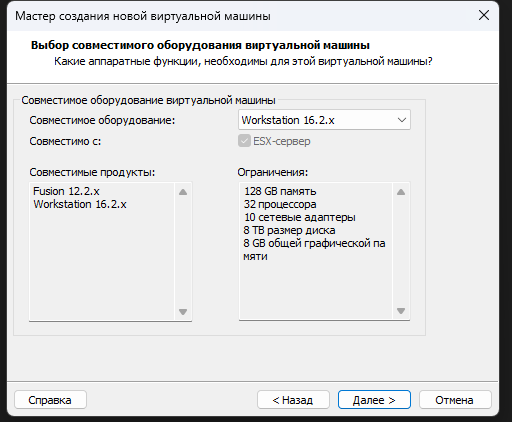 Мастер создания новой виртуальной машины
Выбор совместимого оборудования виртуальной машины
Какие аппаратные функции, необходимы для этой виртуальной машины?
Совместимое оборудование виртуальной машины
Совместимое оборудование: Workstation 16.2.x
Совместимо с: ESX-сервер
Совместимые продукты: Ограничения:
Fusion 12.2.x
Workstation 16.2.x
128 GB память
32 процессора
10 сетевые адаптеры
8 TB размер диска
8 GB общей графической па
мяти
Справка < Назад Далее > Отмена